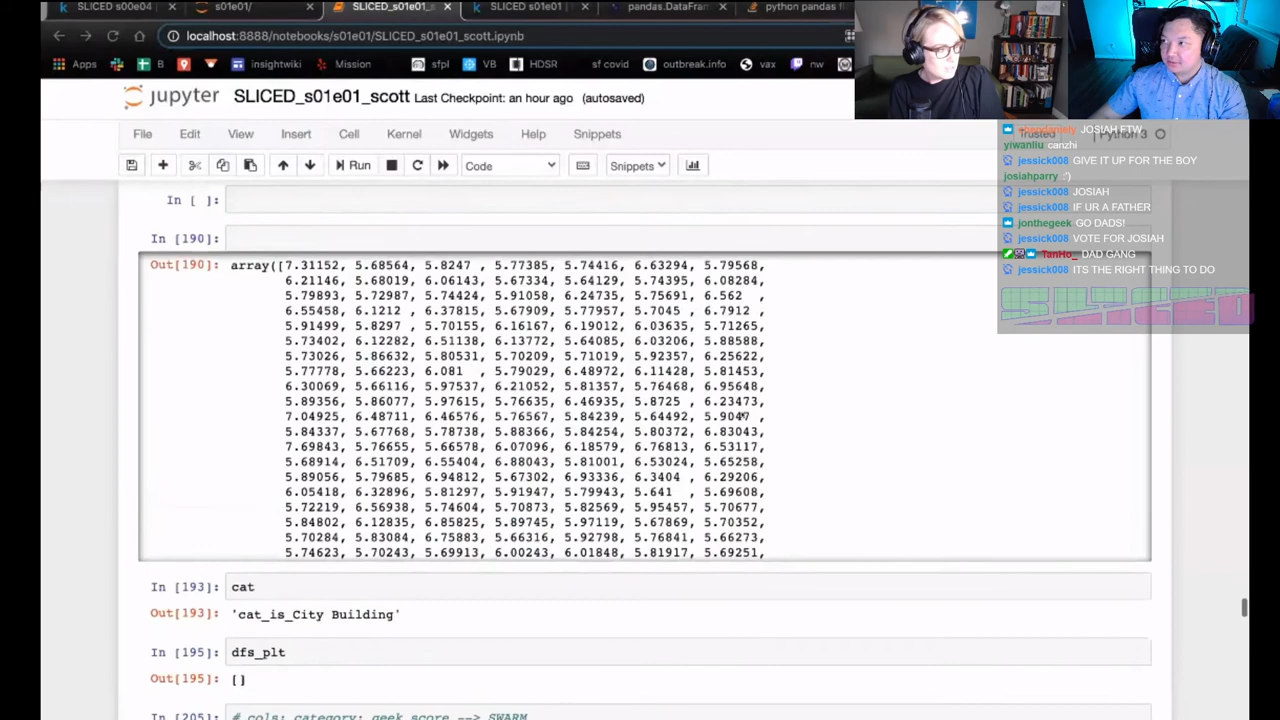 SLICED s00e04
s01e01/
SLICED_s01e01_s
SLICED s01e01 (
pandas.DataFram
python pandas
localhost:8888/notebooks/s01e01/SLICED_s01e01_scott.ipynb
Apps
B
insightwiki
Mission
sfpl
VB
HDSR
sf covid
outbreak.info
vax
nw
jupyter SLICED_s01e01_scott Last Checkpoint: an hour ago (autosaved)
File Edit View Insert Cell Kernel Widgets Help Snippets
Trusted
Python 3
Run
Code
Snippets
In [ ]:
In [190]:
Out[190]: array([7.31152, 5.68564, 5.8247 , 5.77385, 5.74416, 6.63294, 5.79568,
6.21146, 5.68019, 6.06143, 5.67334, 5.64129, 5.74395, 6.08284,
5.79893, 5.72987, 5.74424, 5.91058, 6.24735, 5.75691, 6.562 ,
6.55458, 6.1212 , 6.37815, 5.67909, 5.77957, 5.7045 , 6.7912 ,
5.91499, 5.8297 , 5.70155, 6.16167, 6.19012, 6.03635, 5.71265,
5.73402, 6.12282, 6.51138, 6.13772, 5.64085, 6.03206, 5.88588,
5.73026, 5.86632, 5.80531, 5.70209, 5.71019, 5.92357, 6.25622,
5.77778, 5.66223, 6.081 , 5.79029, 6.48972, 6.11428, 5.81453,
6.30069, 5.66116, 5.97537, 6.21052, 5.81357, 5.76468, 6.95648,
5.89356, 5.86077, 5.97615, 5.76635, 6.46935, 5.8725 , 6.23473,
7.04925, 6.48711, 6.46576, 5.76567, 5.84239, 5.64492, 5.9047 ,
5.84337, 5.67768, 5.78738, 5.88366, 5.84254, 5.80372, 6.83043,
7.69843, 5.76655, 5.66578, 6.07096, 6.18579, 5.76813, 6.53117,
5.68914, 6.51709, 6.55404, 6.88043, 5.81001, 6.53024, 5.65258,
5.89056, 5.79685, 6.94812, 5.67302, 6.93336, 6.3404 , 6.29206,
6.05418, 6.32896, 5.81297, 5.91947, 5.79943, 5.641 , 5.69608,
5.72219, 6.56938, 5.74604, 5.70873, 5.82569, 5.95457, 5.70677,
5.84802, 6.12835, 6.85825, 5.89745, 5.97119, 5.67869, 5.70352,
5.70284, 5.83084, 6.75883, 5.66316, 5.92798, 5.76841, 5.66273,
5.74623, 5.70243, 5.69913, 6.00243, 6.01848, 5.81917, 5.69251,
In [193]: cat
Out[193]: 'cat_is_City Building'
In [195]: dfs_plt
Out[195]: []
In [205]: # cols: category; geek score --> SWARM
JOSIAH FTW
yiwanliu canzhi
jessick008 GIVE IT UP FOR THE BOY
josiahparry :')
jessick008 JOSIAH
jessick008 IF UR A FATHER
jonthegeek GO DADS!
jessick008 VOTE FOR JOSIAH
TanHo_ DAD GANG
jessick008 ITS THE RIGHT THING TO DO
SLICED